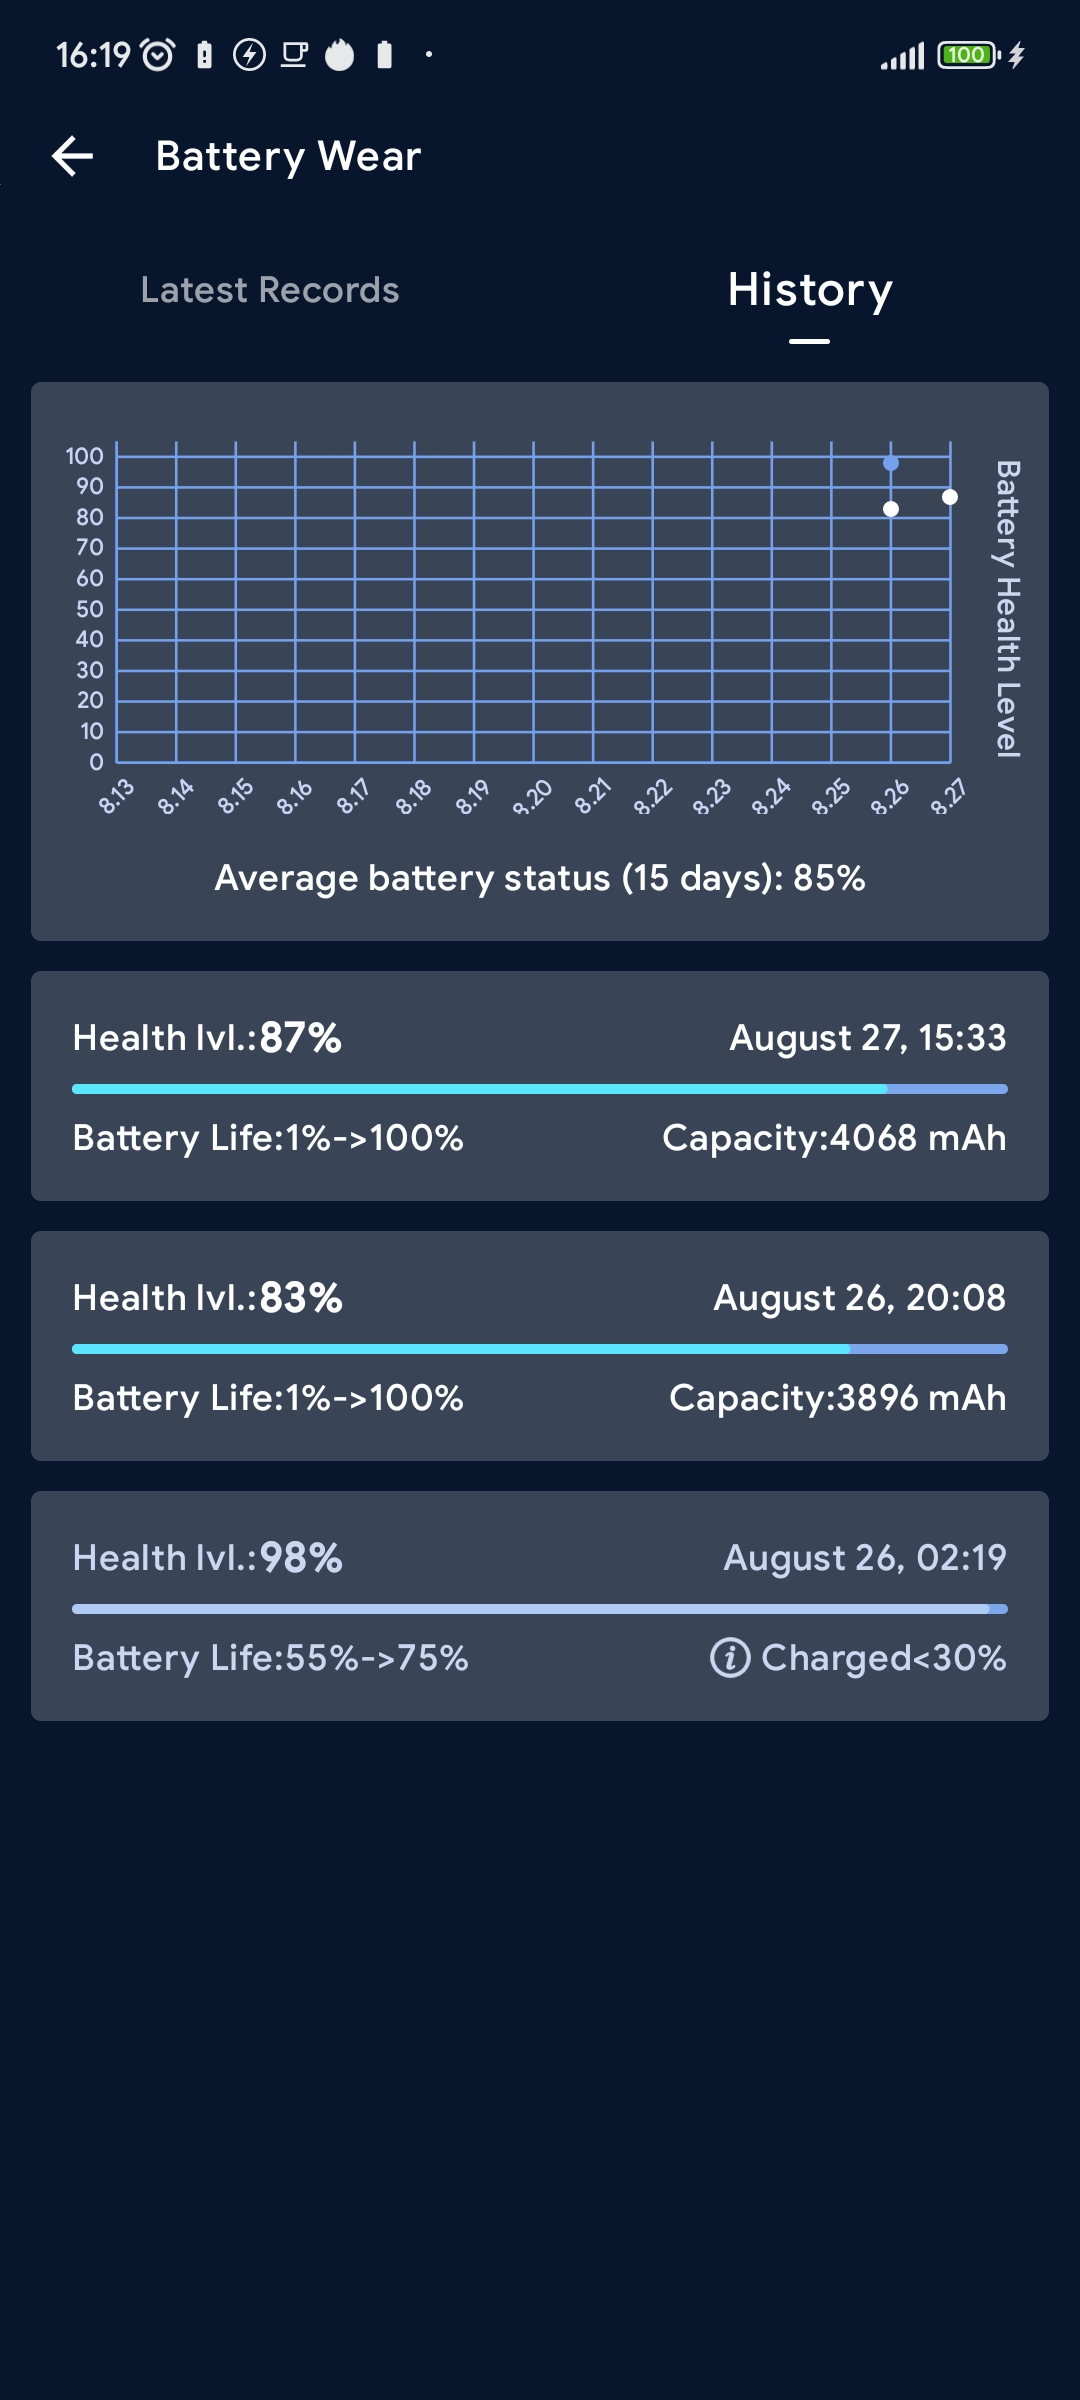 16:19 100
Battery Wear
Latest Records History
100
90
80
70
60
50
40
30
20
10
0
8.13 8.14 8.15 8.16 8.17 8.18 8.19 8.20 8.21 8.22 8.23 8.24 8.25 8.26 8.27
Battery Health Level
Average battery status (15 days): 85%
Health lvl.:87% August 27, 15:33
Battery Life:1%->100% Capacity:4068 mAh
Health lvl.:83% August 26, 20:08
Battery Life:1%->100% Capacity:3896 mAh
Health lvl.:98% August 26, 02:19
Battery Life:55%->75% Charged<30%